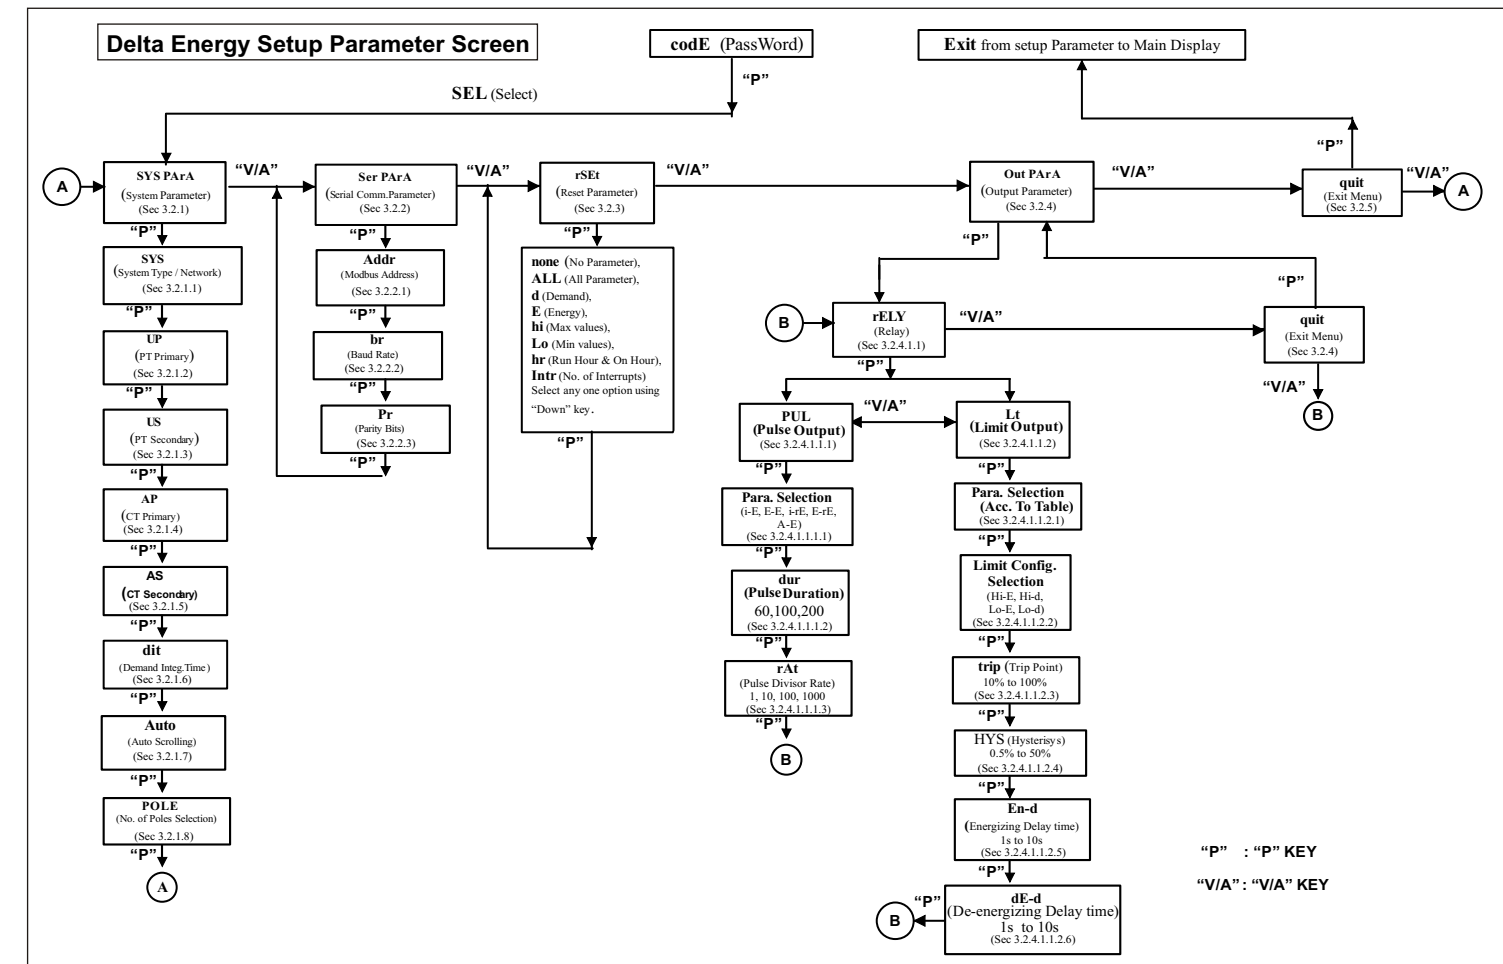 Delta Energy Setup Parameter Screen
codE (PassWord)
Exit from setup Parameter to Main Display
“P”
SEL (Select)
“P”
A
SYS PArA
(System Parameter)
(Sec 3.2.1)
“V/A”
Ser PArA
(Serial Comm.Parameter)
(Sec 3.2.2)
“V/A”
rSEt
(Reset Parameter)
(Sec 3.2.3)
“V/A”
Out PArA
(Output Parameter)
(Sec 3.2.4)
“V/A”
quit
(Exit Menu)
(Sec 3.2.5)
“V/A”
A
“P”
SYS
(System Type / Network)
(Sec 3.2.1.1)
“P”
UP
(PT Primary)
(Sec 3.2.1.2)
“P”
US
(PT Secondary)
(Sec 3.2.1.3)
“P”
AP
(CT Primary)
(Sec 3.2.1.4)
“P”
AS
(CT Secondary)
(Sec 3.2.1.5)
“P”
dit
(Demand Integ.Time)
(Sec 3.2.1.6)
“P”
Auto
(Auto Scrolling)
(Sec 3.2.1.7)
“P”
POLE
(No. of Poles Selection)
(Sec 3.2.1.8)
“P”
A
“P”
Addr
(Modbus Address)
(Sec 3.2.2.1)
“P”
br
(Baud Rate)
(Sec 3.2.2.2)
“P”
Pr
(Parity Bits)
(Sec 3.2.2.3)
“P”
“P”
none (No Parameter),
ALL (All Parameter),
d (Demand),
E (Energy),
hi (Max values),
Lo (Min values),
hr (Run Hour & On Hour),
Intr (No. of Interrupts)
Select any one option using
“Down” key.
“P”
“P”
B
rELY
(Relay)
(Sec 3.2.4.1.1)
“V/A”
“P”
quit
(Exit Menu)
(Sec 3.2.4)
“V/A”
B
“P”
PUL
(Pulse Output)
(Sec 3.2.4.1.1.1)
“V/A”
Lt
(Limit Output)
(Sec 3.2.4.1.1.2)
“P”
Para. Selection
(i-E, E-E, i-rE, E-rE,
A-E)
(Sec 3.2.4.1.1.1.1)
“P”
dur
(Pulse Duration)
60,100,200
(Sec 3.2.4.1.1.1.2)
“P”
rAt
(Pulse Divisor Rate)
1, 10, 100, 1000
(Sec 3.2.4.1.1.1.3)
“P”
B
“P”
Para. Selection
(Acc. To Table)
(Sec 3.2.4.1.1.2.1)
“P”
Limit Config.
Selection
(Hi-E, Hi-d,
Lo-E, Lo-d)
(Sec 3.2.4.1.1.2.2)
“P”
trip (Trip Point)
10% to 100%
(Sec 3.2.4.1.1.2.3)
“P”
HYS (Hysterisys)
0.5% to 50%
(Sec 3.2.4.1.1.2.4)
“P”
En-d
(Energizing Delay time)
1s to 10s
(Sec 3.2.4.1.1.2.5)
“P”
dE-d
(De-energizing Delay time)
1s to 10s
(Sec 3.2.4.1.1.2.6)
“P”
B
“P” : “P” KEY
“V/A” : “V/A” KEY